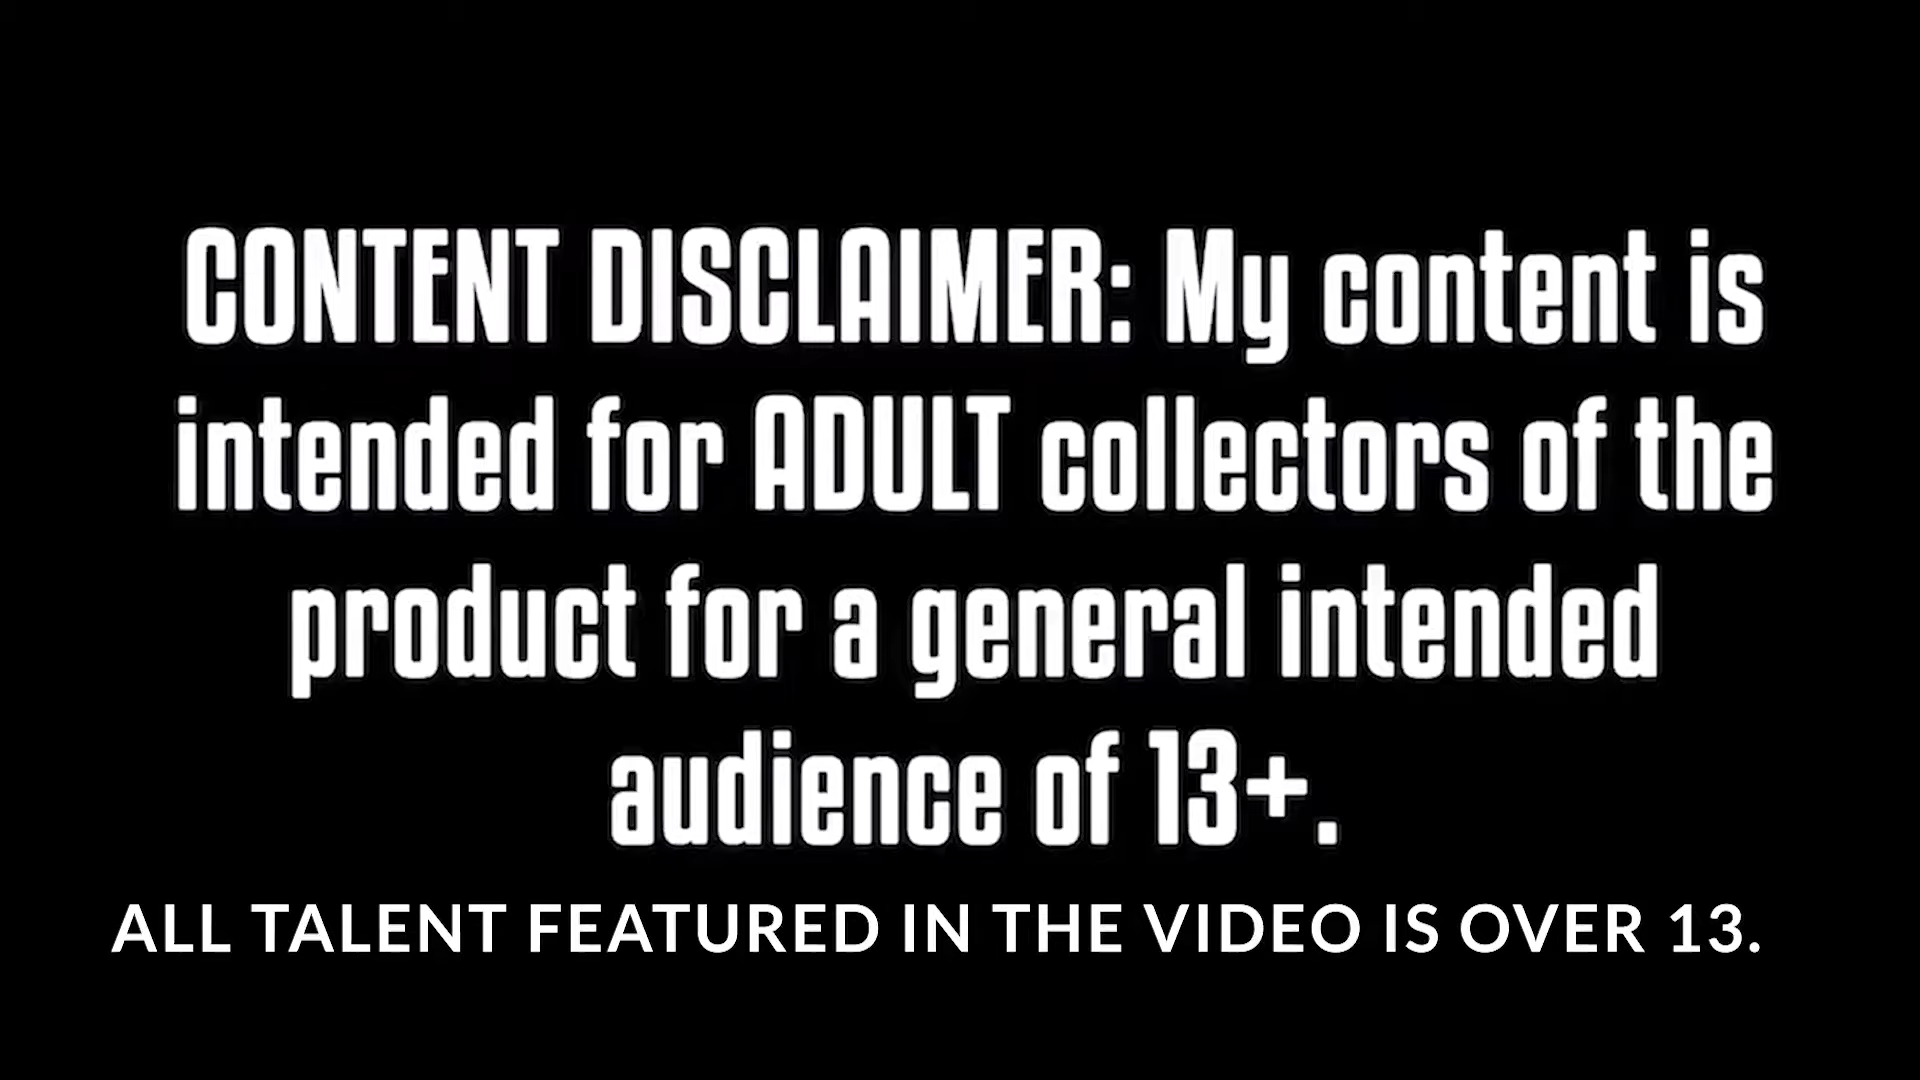 CONTENT DISCLAIMER: My content is
intended for ADULT collectors of the
product for a general intended
audience of 13+.
ALL TALENT FEATURED IN THE VIDEO IS OVER 13.